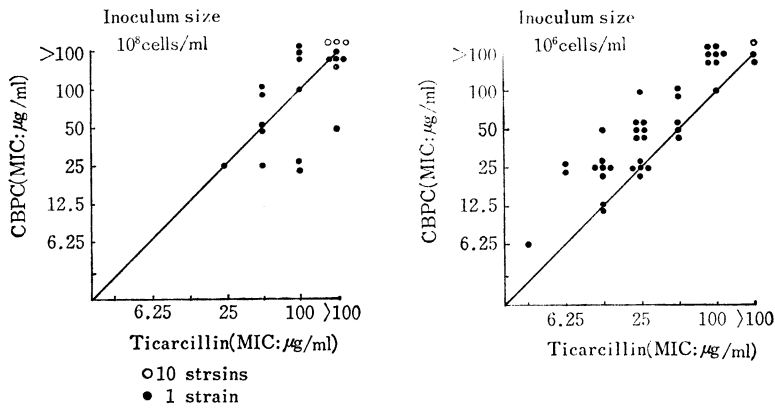 Inoculum size
10⁸cells/ml
>100
100
50
25
12.5
6.25
CBPC(MIC:μg/ml)
6.25
25
100
>100
Ticarcillin(MIC:μg/ml)
○10 strsins
● 1 strain
Inoculum size
10⁶cells/ml
>100
100
50
25
12.5
6.25
CBPC(MIC:μg/ml)
6.25
25
100
>100
Ticarcillin(MIC:μg/ml)